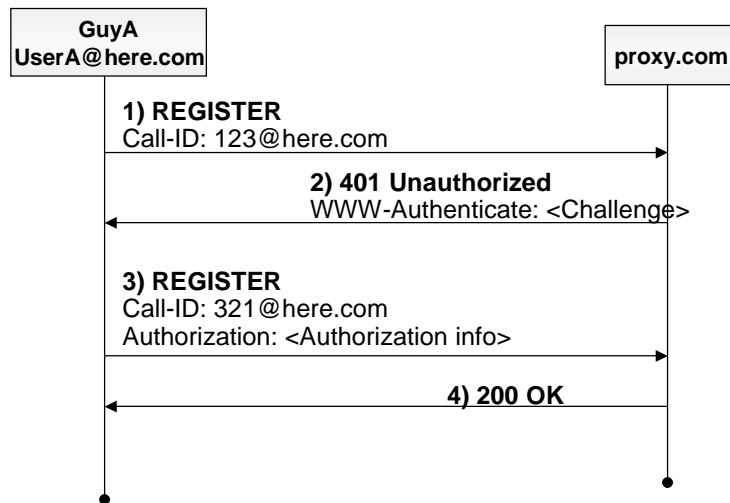 GuyA
UserA@here.com
proxy.com
1) REGISTER
Call-ID: 123@here.com
2) 401 Unauthorized
WWW-Authenticate: <Challenge>
3) REGISTER
Call-ID: 321@here.com
Authorization: <Authorization info>
4) 200 OK